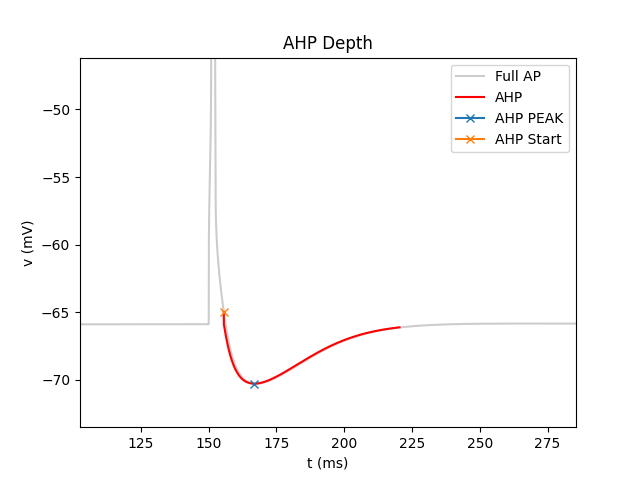 AHP Depth
Full AP
AHP
AHP PEAK
AHP Start
v (mV)
−50
−55
−60
−65
−70
125
150
175
200
225
250
275
t (ms)